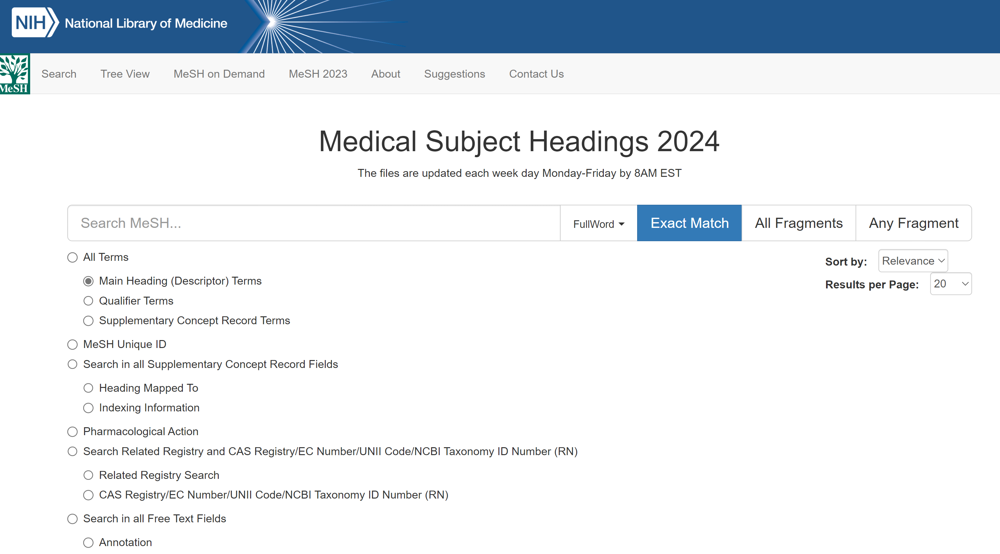 NIH National Library of Medicine
MeSH Search Tree View MeSH on Demand MeSH 2023 About Suggestions Contact Us
Medical Subject Headings 2024
The files are updated each week day Monday-Friday by 8AM EST
Search MeSH... FullWord Exact Match All Fragments Any Fragment
All Terms
Sort by: Relevance
Main Heading (Descriptor) Terms
Results per Page: 20
Qualifier Terms
Supplementary Concept Record Terms
MeSH Unique ID
Search in all Supplementary Concept Record Fields
Heading Mapped To
Indexing Information
Pharmacological Action
Search Related Registry and CAS Registry/EC Number/UNII Code/NCBI Taxonomy ID Number (RN)
Related Registry Search
CAS Registry/EC Number/UNII Code/NCBI Taxonomy ID Number (RN)
Search in all Free Text Fields
Annotation